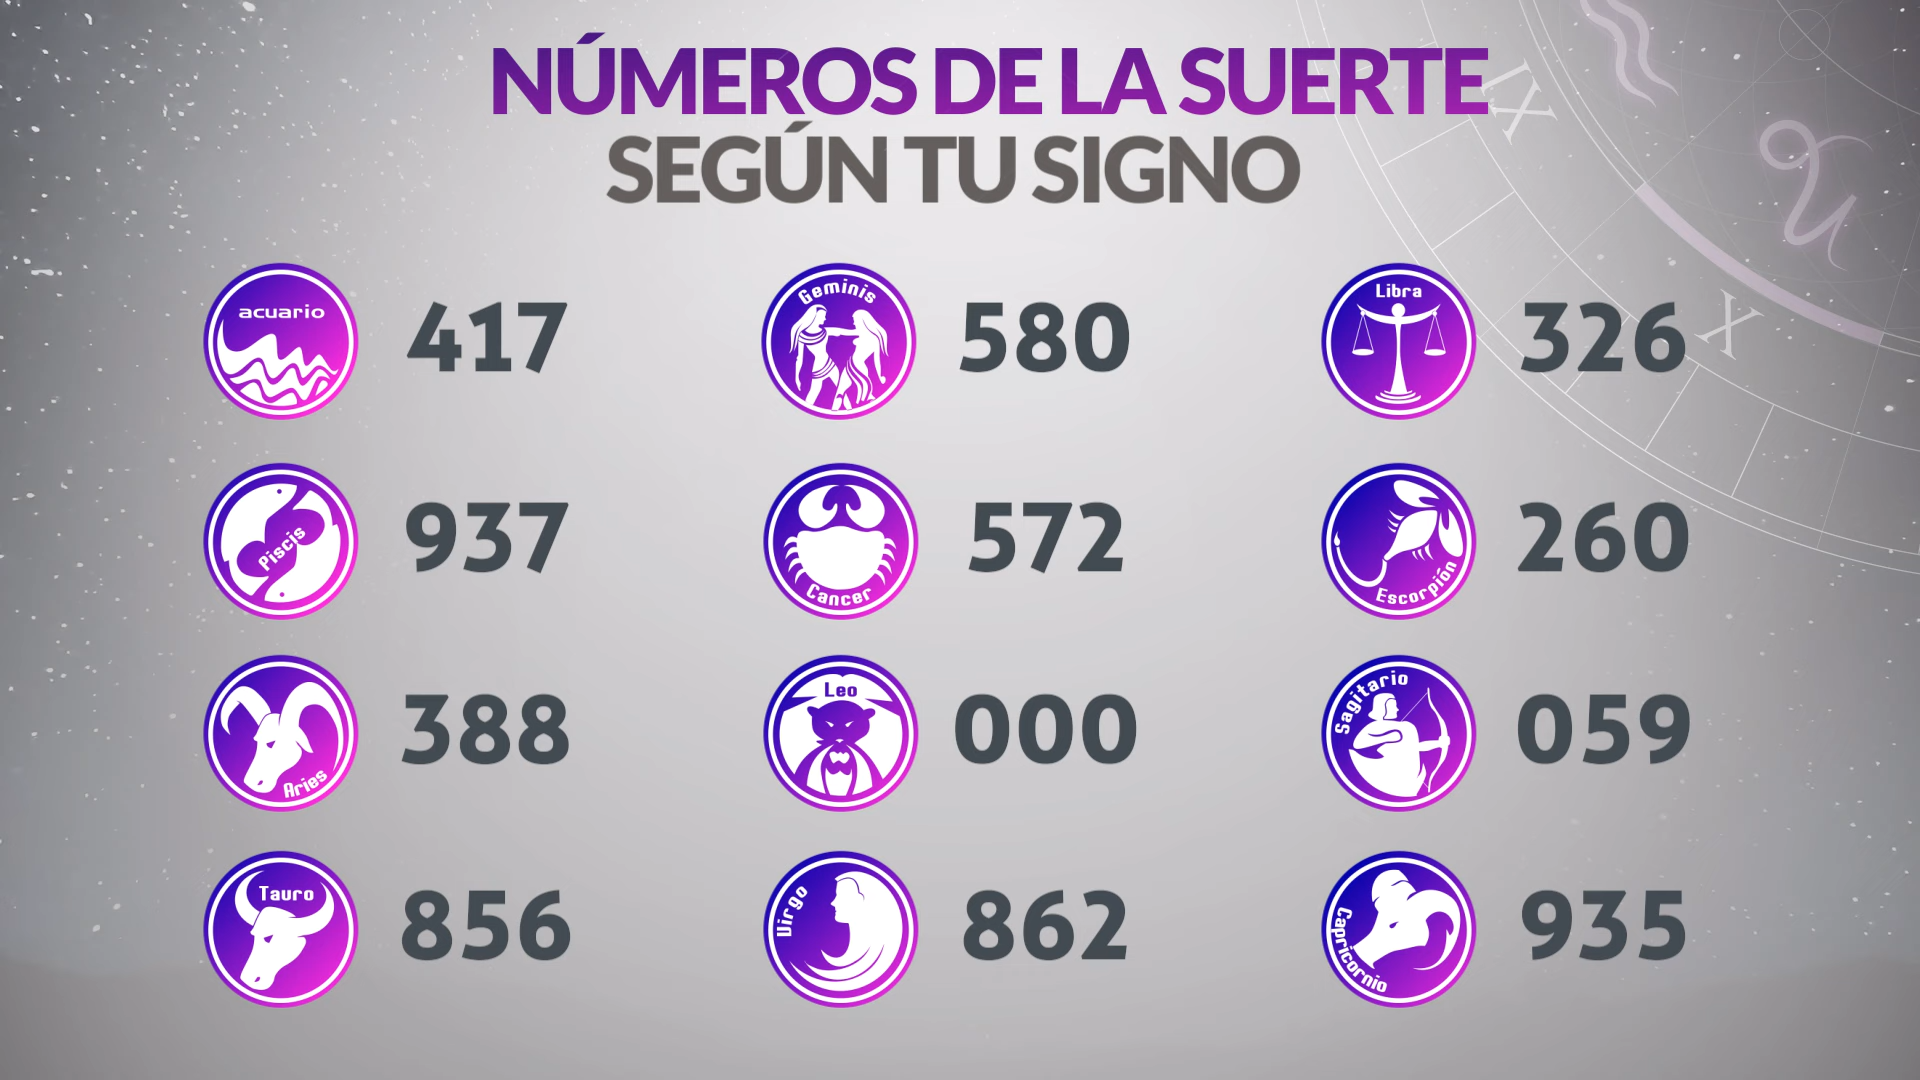 NÚMEROS DE LA SUERTE
SEGÚN TU SIGNO
acuario 417
Geminis 580
Libra 326
Piscis 937
Cancer 572
Escorpión 260
Aries 388
Leo 000
Sagitario 059
Tauro 856
Virgo 862
Capricornio 935